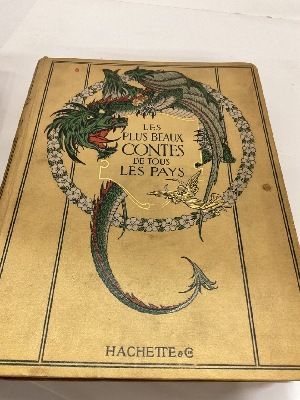 LES
PLUS BEAUX
CONTES
DE TOUS
LES PAYS
HACHETTE & Cie